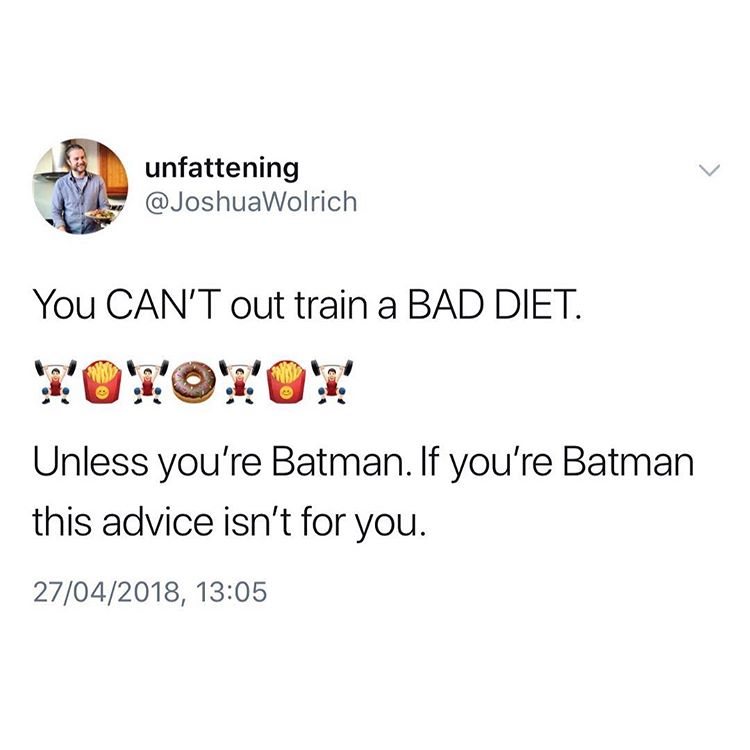 unfattening
@JoshuaWolrich
You CAN'T out train a BAD DIET.
🏋🏻🍟🏋🏻🍩🏋🏻🍟🏋🏻
Unless you're Batman. If you're Batman
this advice isn't for you.
27/04/2018, 13:05